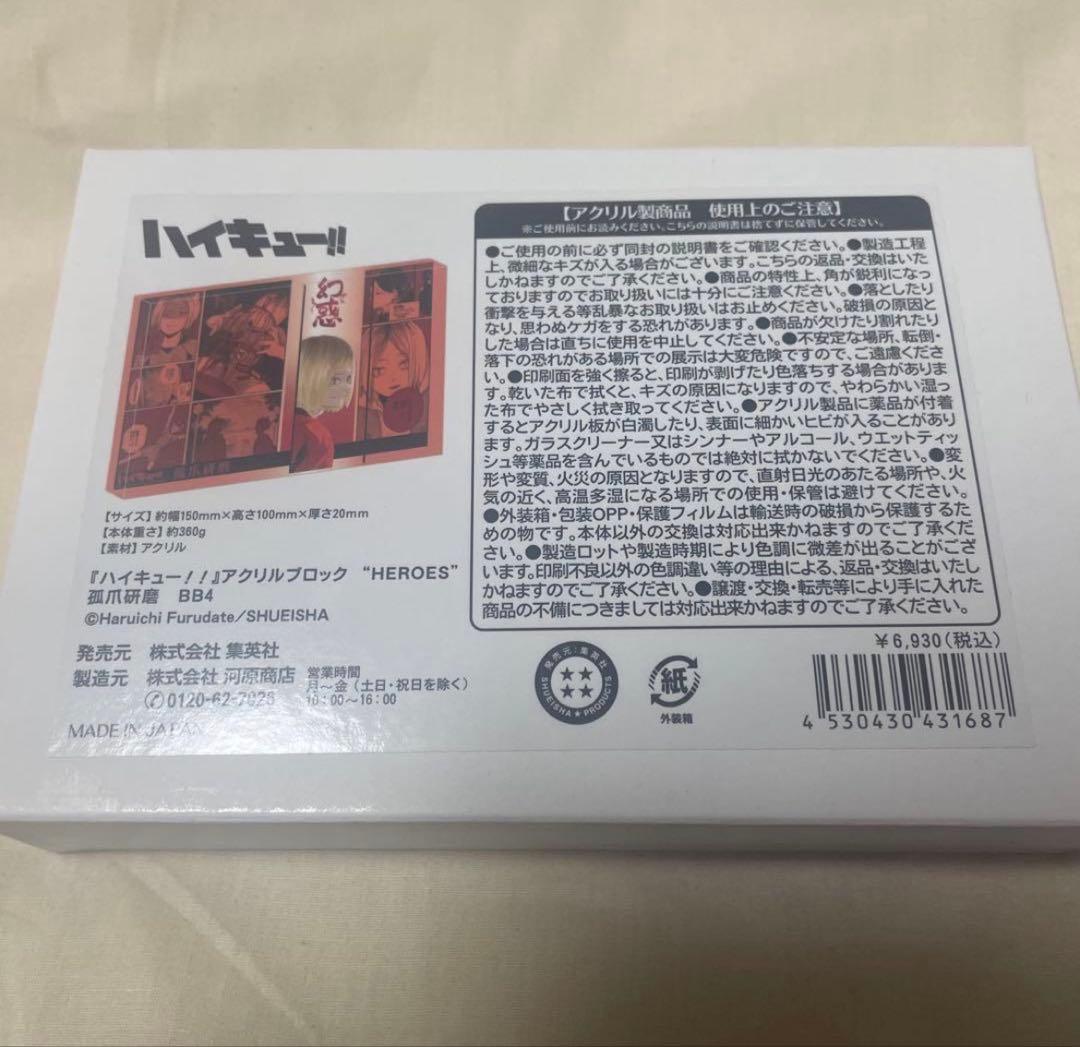 ハイキュー!!
幻惑
孤爪研磨
【サイズ】約幅150mm×高さ100mm×厚さ20mm
【本体重さ】約360g
【素材】アクリル
『ハイキュー！！』アクリルブロック “HEROES”
孤爪研磨 BB4
©Haruichi Furudate/SHUEISHA
発売元 株式会社 集英社
製造元 株式会社 河原商店
営業時間
月～金（土日・祝日を除く）
10：00～16：00
MADE IN JAPAN
【アクリル製商品 使用上のご注意】
※ご使用前にお読みください。こちらの説明書は捨てずに保管してください。
●ご使用の前に必ず同封の説明書をご確認ください。●製造工程
上、微細なキズが入る場合がございます。こちらの返品・交換はいた
しかねますのでご了承ください。●商品の特性上、角が鋭利になっ
ておりますのでお取り扱いには十分にご注意ください。●落としたり
衝撃を与える等乱暴なお取り扱いはお止めください。破損の原因と
なり、思わぬケガをする恐れがあります。●商品が欠けたり割れたり
した場合は直ちに使用を中止してください。●不安定な場所、転倒・
落下の恐れがある場所での展示は大変危険ですので、ご遠慮くださ
い。●印刷面を強く擦ると、印刷が剥げたり色落ちする場合がありま
す。乾いた布で拭くと、キズの原因になりますので、やわらかい湿っ
た布でやさしく拭き取ってください。●アクリル製品に薬品が付着
するとアクリル板が白濁したり、表面に細かいヒビが入ることがあり
ます。ガラスクリーナー又はシンナーやアルコール、ウエットティッ
シュ等薬品を含んでいるものでは絶対に拭かないでください。●変
形や変質、火災の原因となりますので、直射日光のあたる場所や、火
気の近く、高温多湿になる場所での使用・保管は避けてください。
●外装箱・包装OPP・保護フィルムは輸送時の破損から保護するた
めの物です。本体以外の交換は対応出来かねますのでご了承くだ
さい。●製造ロットや製造時期により色調に微差が出ることがござ
います。印刷不良以外の色調違い等の理由による、返品・交換はいたし
かねますのでご了承ください。●譲渡・交換・転売等により手に入れた
商品の不備につきましては対応出来かねますのでご了承ください。
発売元：集英社
SHUEISHA★PRODUCTS
紙
外装箱
￥6,930（税込）
4 530430 431687